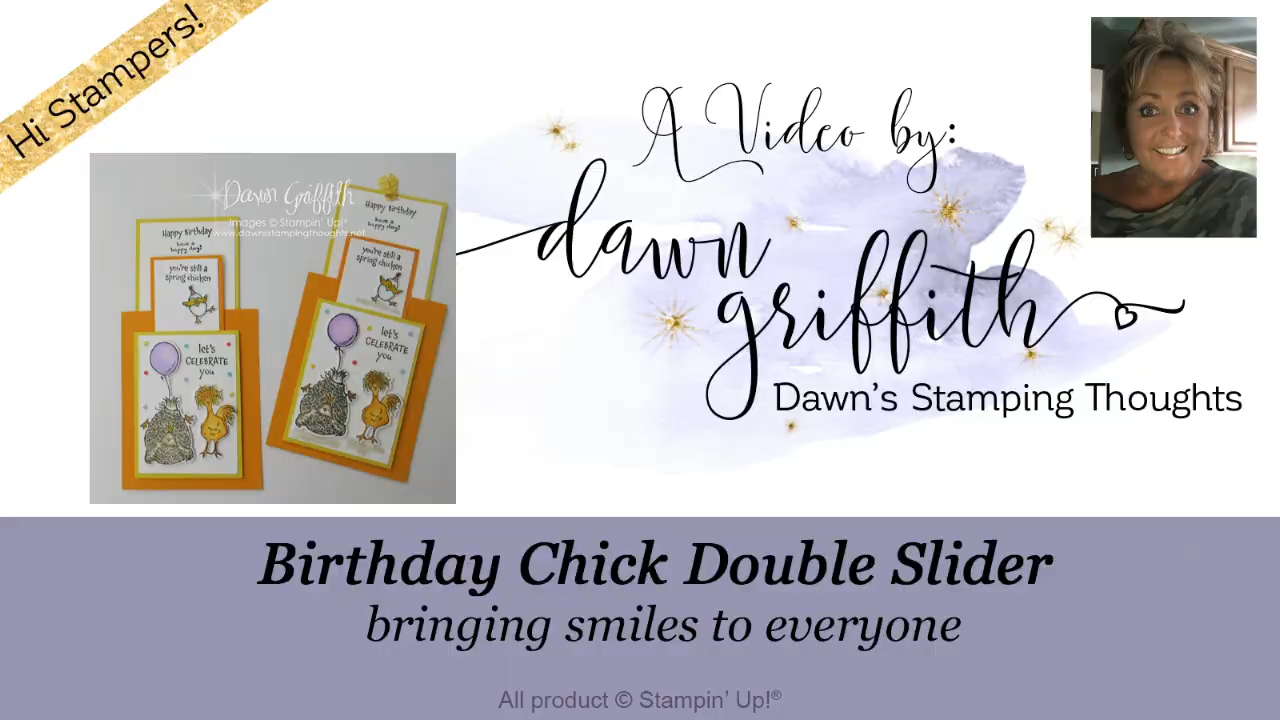 Hi Stampers!
A Video by:
dawn
griffith
Dawn's Stamping Thoughts
Dawn Griffith
images © Stampin' Up!®
www.dawnsstampingthoughts.net
Happy Birthday
have a
happy day!
you're still a
spring chicken
let's
CELEBRATE
you
Happy Birthday
have a
happy day!
you're still a
spring chicken
let's
CELEBRATE
you
Birthday Chick Double Slider
bringing smiles to everyone
All product © Stampin' Up!®